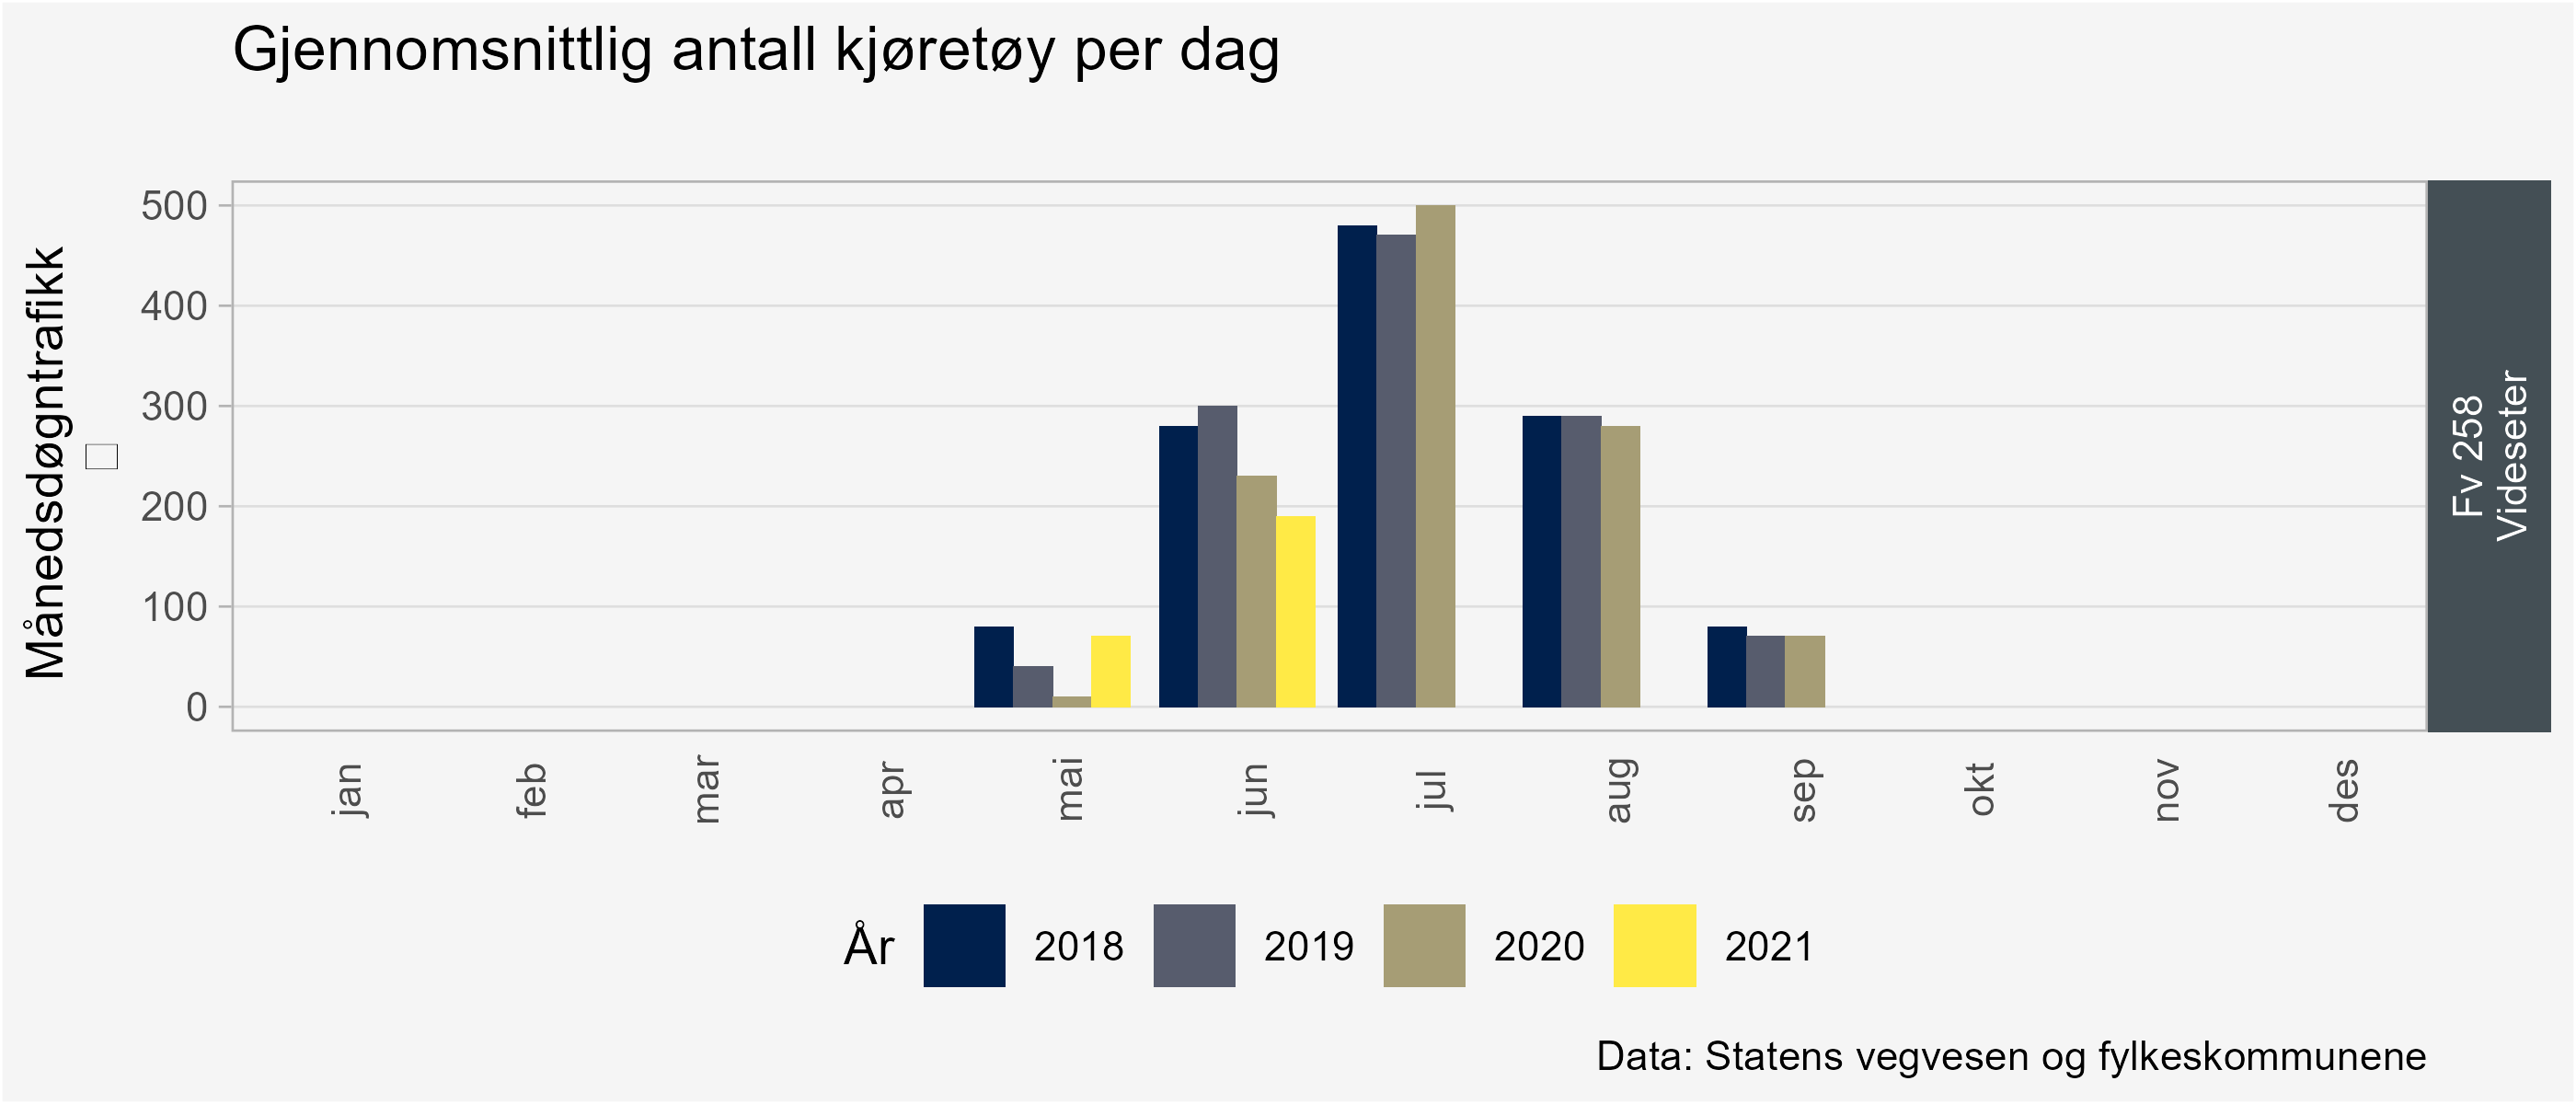 Gjennomsnittlig antall kjøretøy per dag
Månedsdøgntrafikk
500
400
300
200
100
0
jan
feb
mar
apr
mai
jun
jul
aug
sep
okt
nov
des
Fv 258
Videseter
År
2018
2019
2020
2021
Data: Statens vegvesen og fylkeskommunene